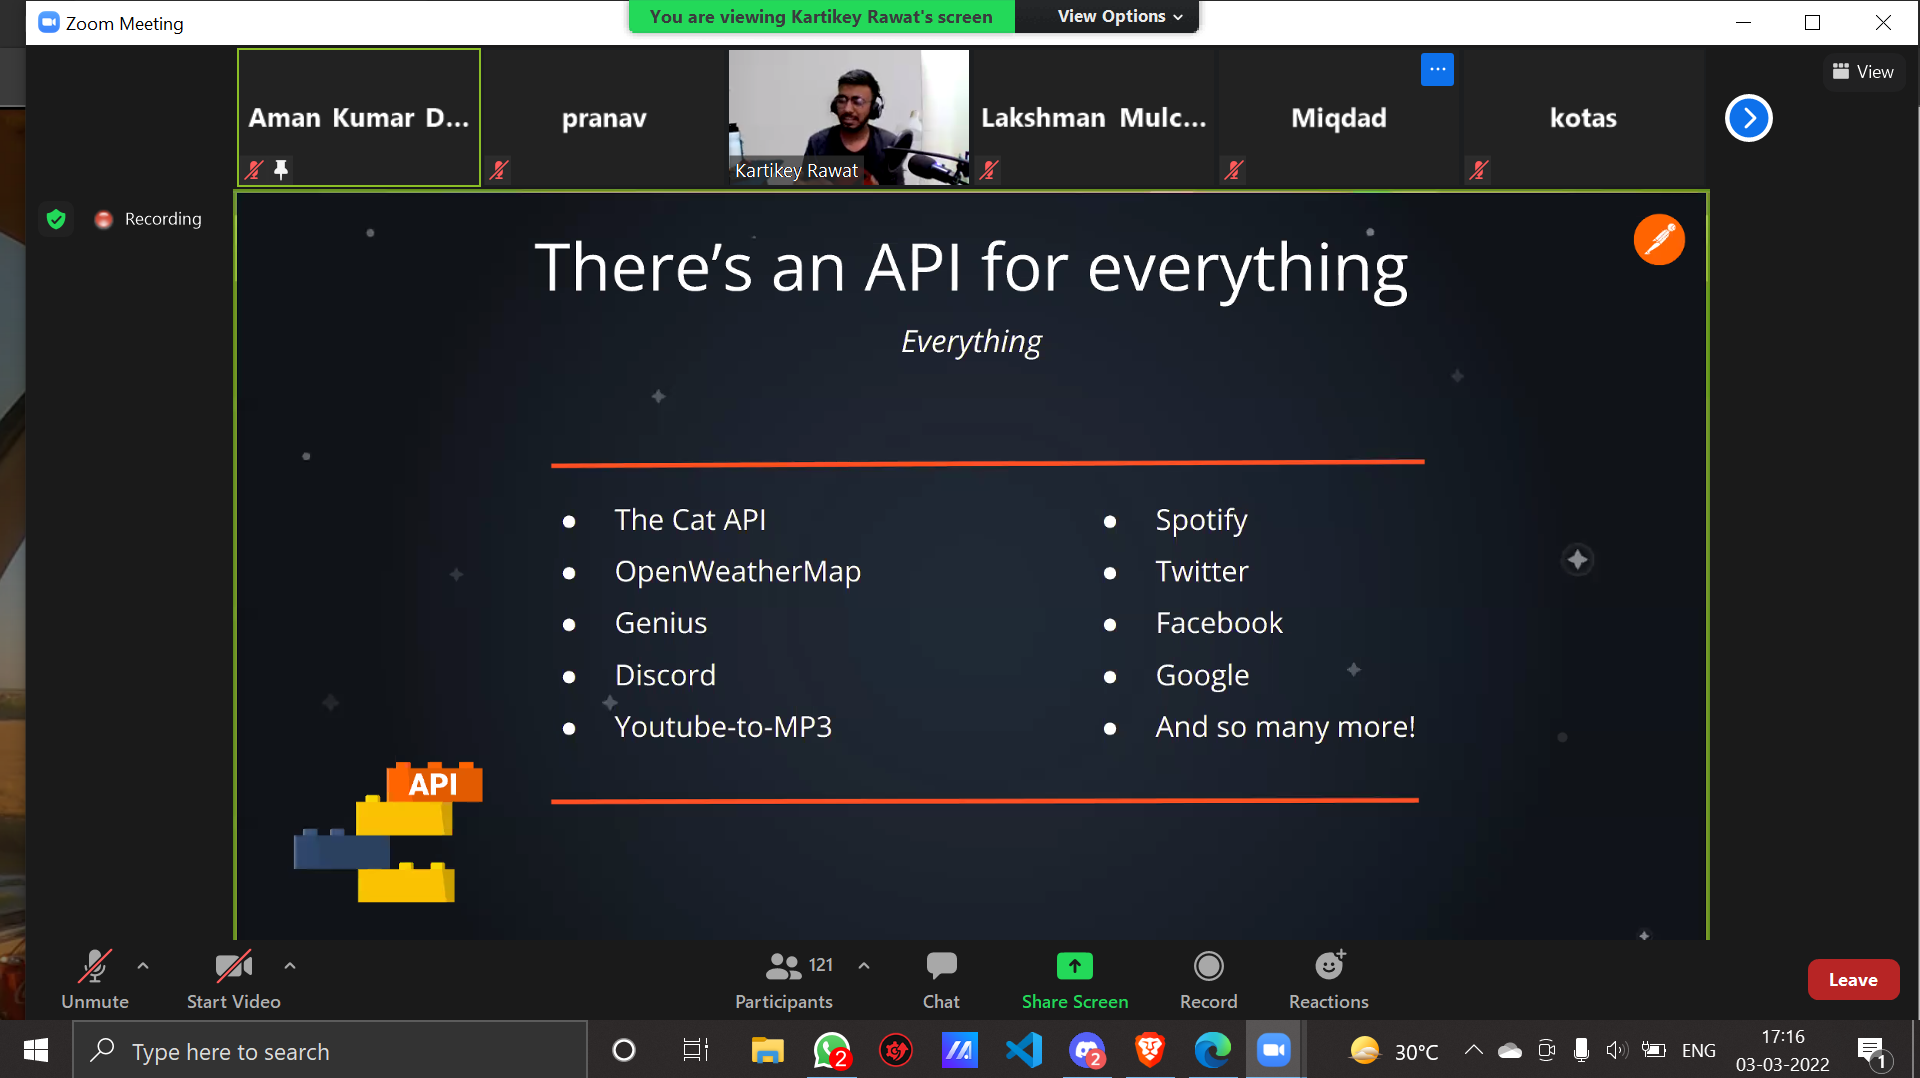 Zoom Meeting
You are viewing Kartikey Rawat's screen
View Options
View
Aman Kumar D...
pranav
Kartikey Rawat
Lakshman Mulc...
Miqdad
kotas
Recording
There's an API for everything
Everything
The Cat API
OpenWeatherMap
Genius
Discord
Youtube-to-MP3
Spotify
Twitter
Facebook
Google
And so many more!
API
Unmute
Start Video
121
Participants
Chat
Share Screen
Record
Reactions
Leave
Type here to search
2
2
30°C
ENG
17:16
03-03-2022
1